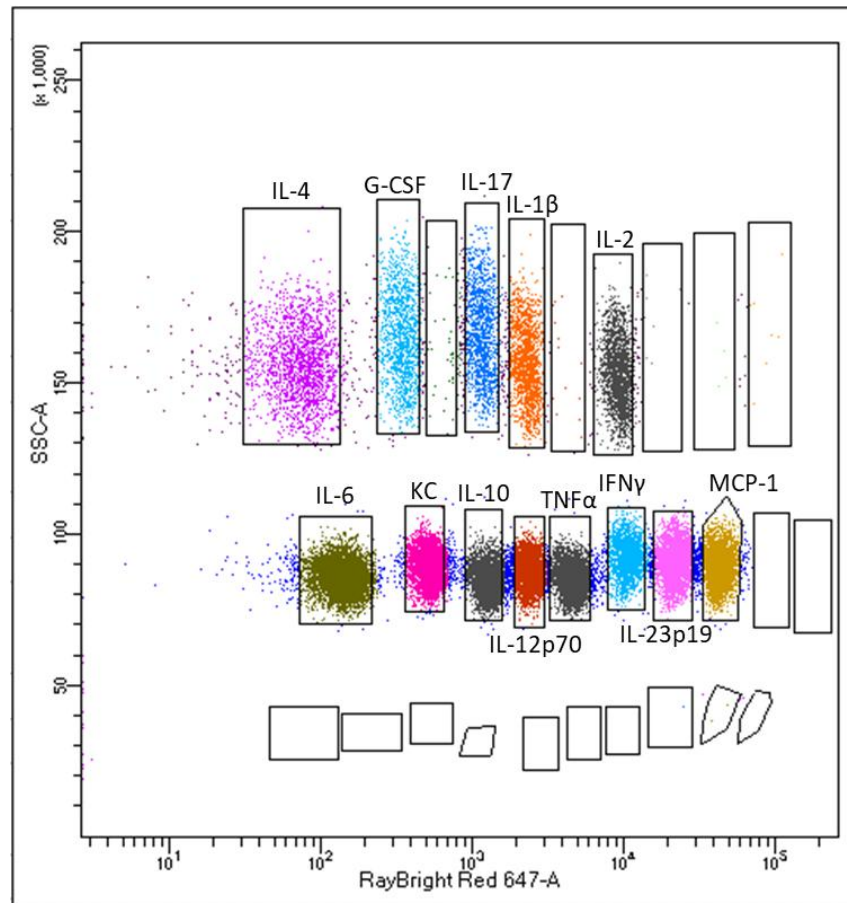 (x 1,000)
250
200
150
100
50
SSC-A
IL-4
G-CSF
IL-17
IL-1β
IL-2
IL-6
KC
IL-10
TNFα
IFNγ
MCP-1
IL-12p70
IL-23p19
10¹
10²
10³
10⁴
10⁵
RayBright Red 647-A